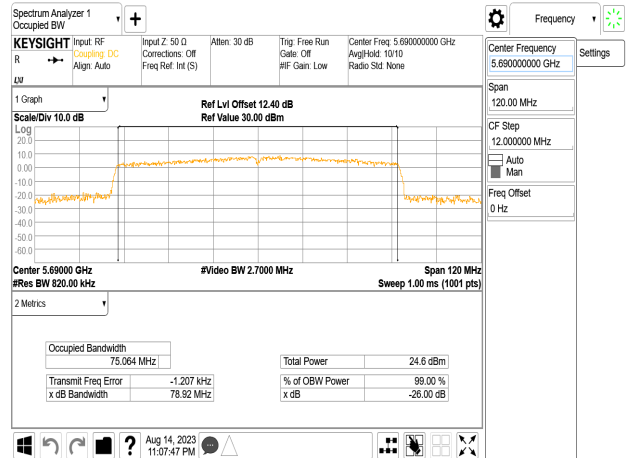 Spectrum Analyzer 1
Occupied BW
Frequency
KEYSIGHT
R
LXI
Input: RF
Coupling: DC
Align: Auto
Input Z: 50 Ω
Corrections: Off
Freq Ref: Int (S)
Atten: 30 dB
Trig: Free Run
Gate: Off
#IF Gain: Low
Center Freq: 5.690000000 GHz
Avg|Hold: 10/10
Radio Std: None
Center Frequency
5.690000000 GHz
Settings
Span
120.00 MHz
CF Step
12.000000 MHz
Auto
Man
Freq Offset
0 Hz
1 Graph
Scale/Div 10.0 dB
Ref Lvl Offset 12.40 dB
Ref Value 30.00 dBm
Log
20.0
10.0
0.00
-10.0
-20.0
-30.0
-40.0
-50.0
-60.0
Center 5.69000 GHz
#Video BW 2.7000 MHz
Span 120 MHz
#Res BW 820.00 kHz
Sweep 1.00 ms (1001 pts)
2 Metrics
Occupied Bandwidth
75.064 MHz
Total Power 24.6 dBm
Transmit Freq Error -1.207 kHz
% of OBW Power 99.00 %
x dB Bandwidth 78.92 MHz
x dB -26.00 dB
?
Aug 14, 2023
11:07:47 PM